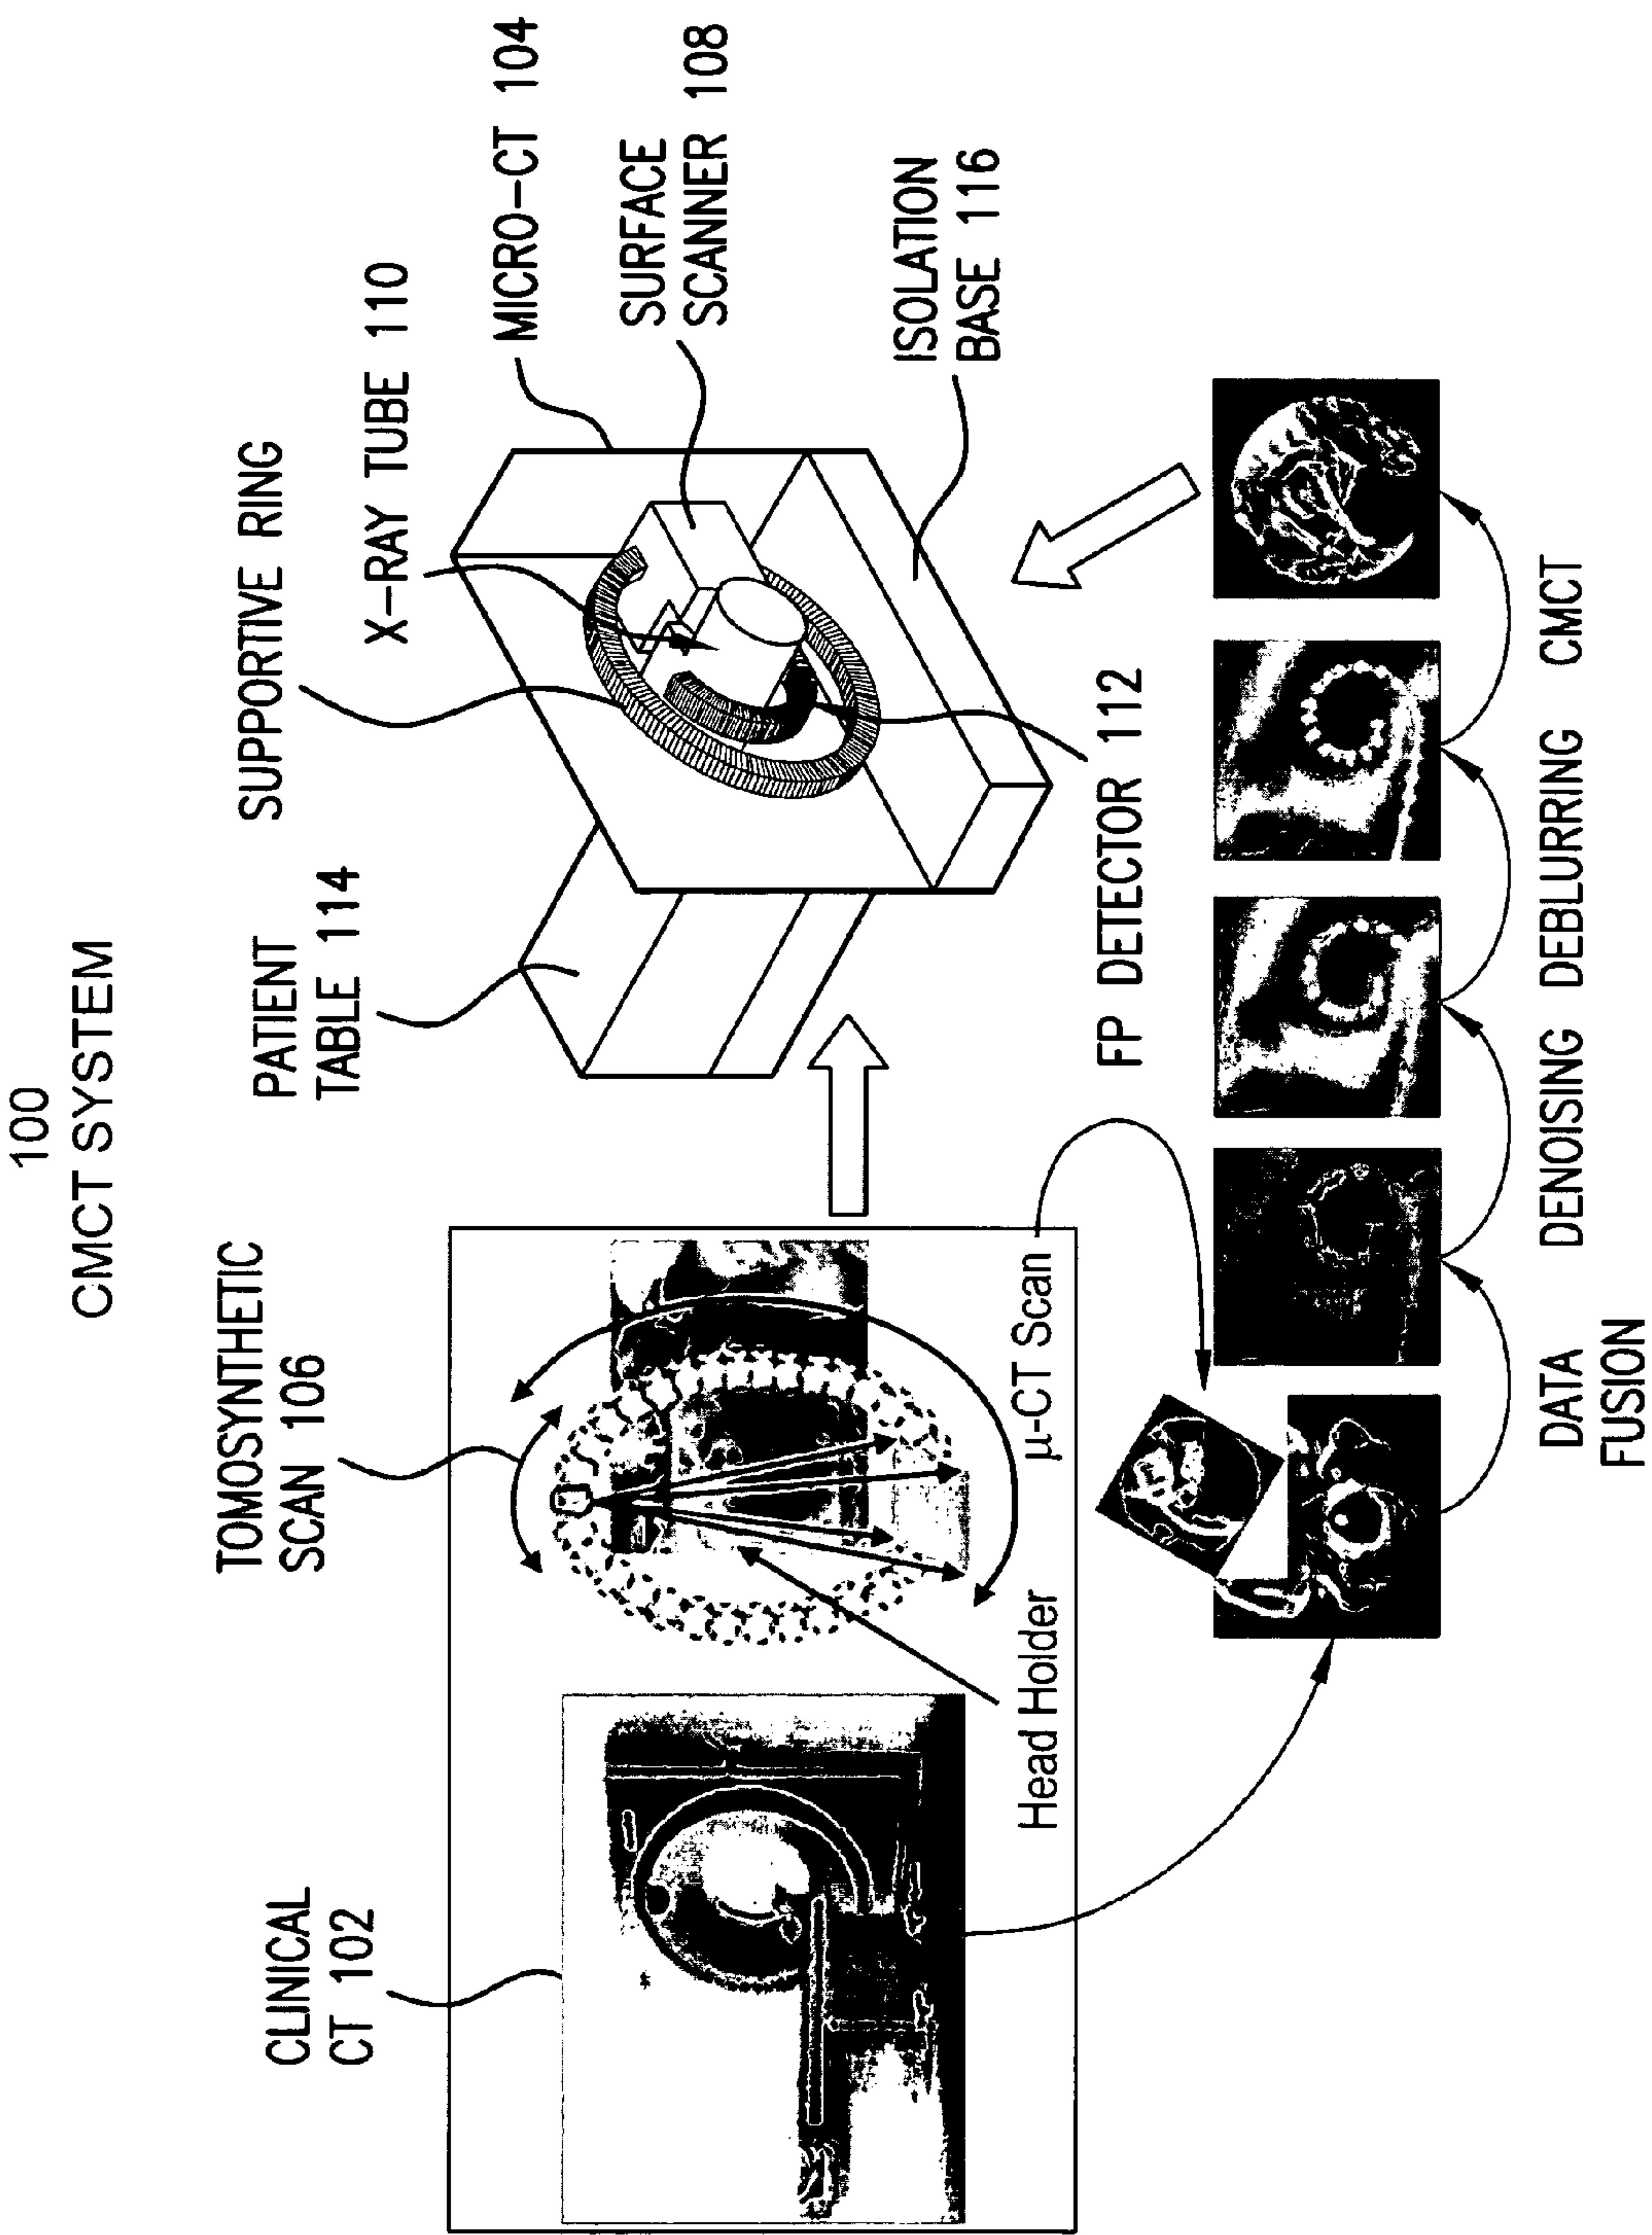 100
CMCT SYSTEM
CLINICAL
CT 102
TOMOSYNTHETIC
SCAN 106
PATIENT
TABLE 114
SUPPORTIVE RING
X-RAY TUBE 110
MICRO-CT 104
SURFACE
SCANNER 108
ISOLATION
BASE 116
Head Holder
μ-CT Scan
FP DETECTOR 112
DATA
FUSION
DENOISING
DEBLURRING
CMCT